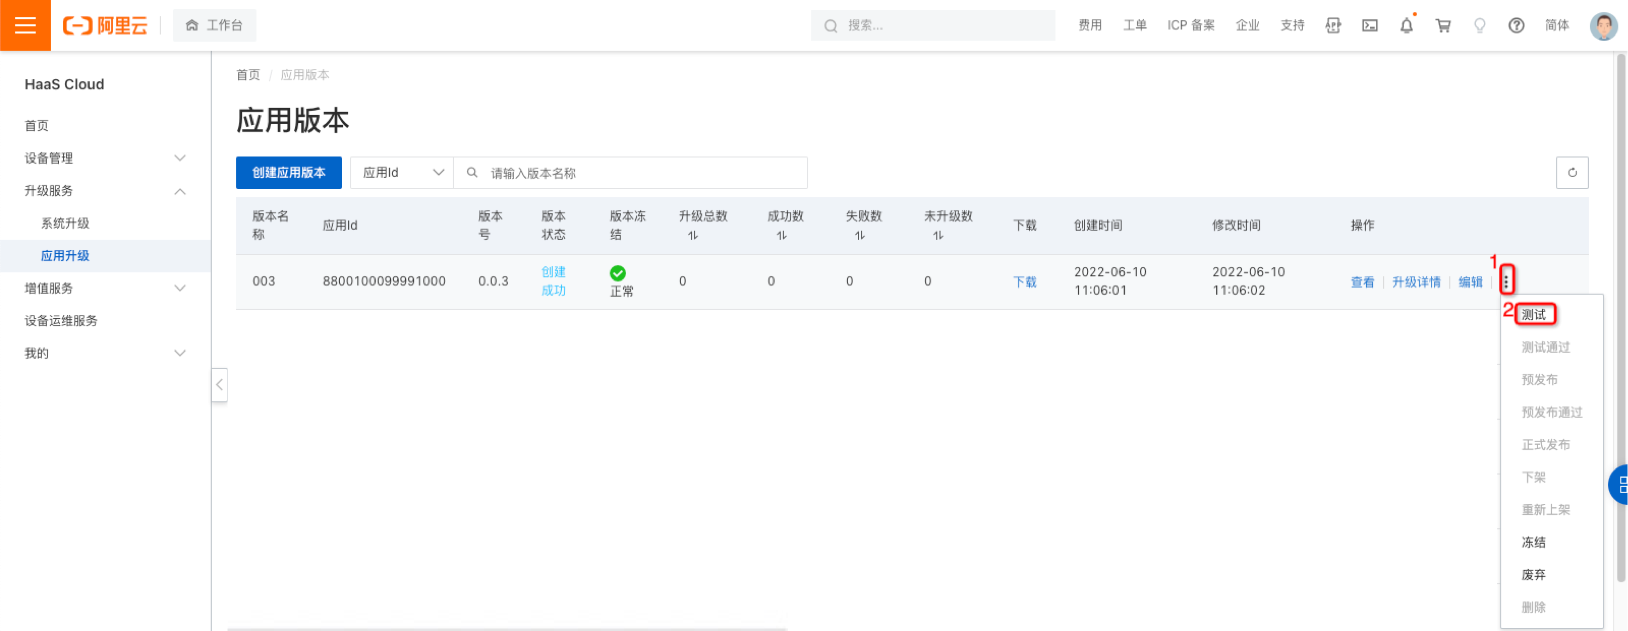 阿里云
工作台
搜索...
费用
工单
ICP 备案
企业
支持
简体
HaaS Cloud
首页
设备管理
升级服务
系统升级
应用升级
增值服务
设备运维服务
我的
首页 / 应用版本
应用版本
创建应用版本
应用Id
请输入版本名称
版本名
称
应用Id
版本
号
版本
状态
版本冻
结
升级总数
成功数
失败数
未升级数
下载
创建时间
修改时间
操作
003
8800100099991000
0.0.3
创建
成功
正常
0
0
0
0
下载
2022-06-10
11:06:01
2022-06-10
11:06:02
查看
升级详情
编辑
1
2
测试
测试通过
预发布
预发布通过
正式发布
下架
重新上架
冻结
废弃
删除